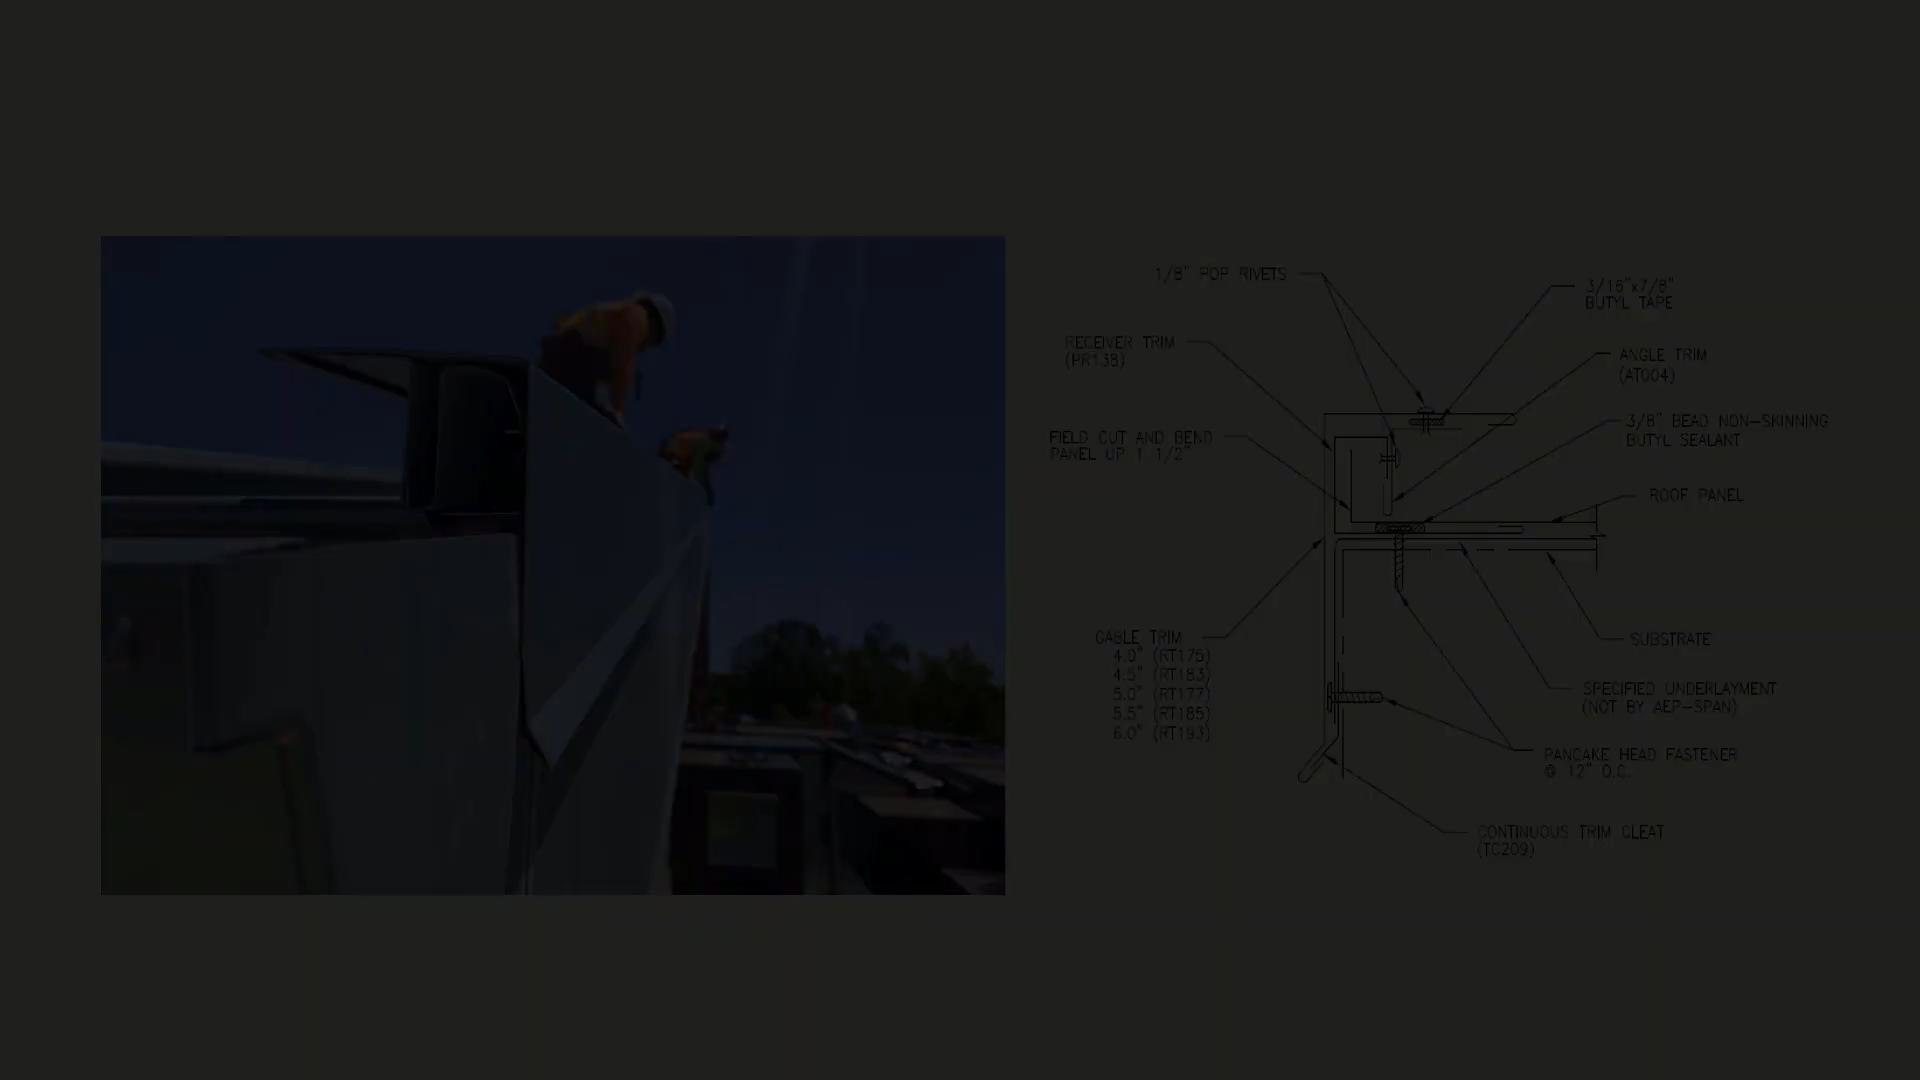 1/8" POP RIVETS
3/16"x7/8"
BUTYL TAPE
RECEIVER TRIM
(PR138)
ANGLE TRIM
(AT004)
3/8" BEAD NON-SKINNING
BUTYL SEALANT
FIELD CUT AND BEND
PANEL UP 1 1/2"
ROOF PANEL
GABLE TRIM
4.0" (RT175)
4.5" (RT183)
5.0" (RT177)
5.5" (RT185)
6.0" (RT193)
SUBSTRATE
SPECIFIED UNDERLAYMENT
(NOT BY AEP-SPAN)
PANCAKE HEAD FASTENER
@ 12" O.C.
CONTINUOUS TRIM CLEAT
(TC209)